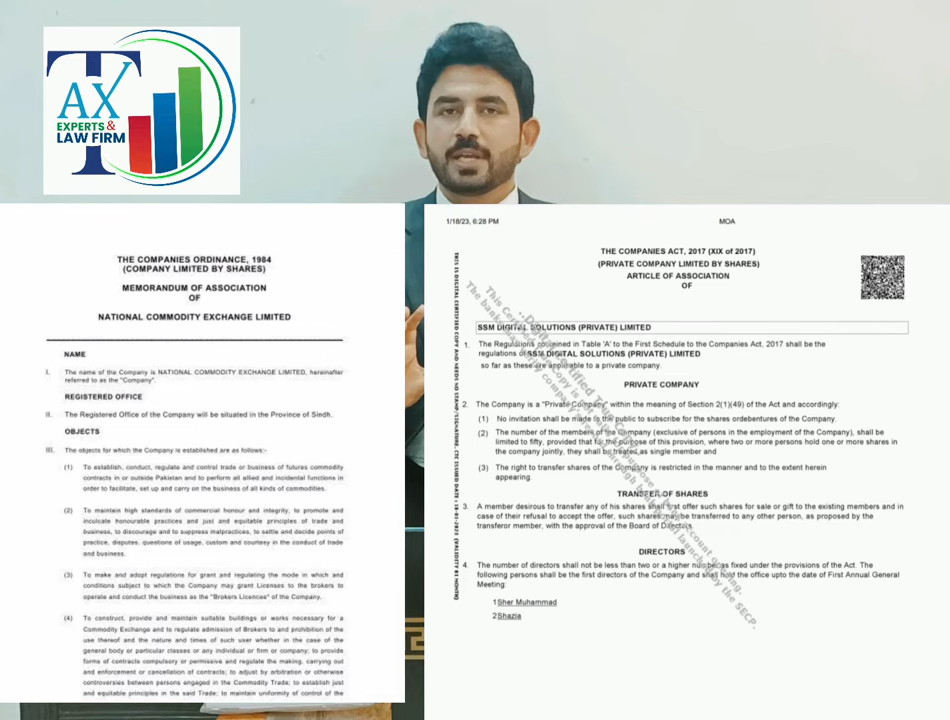 TAX
EXPERTS &
LAW FIRM
THE COMPANIES ORDINANCE, 1984
(COMPANY LIMITED BY SHARES)
MEMORANDUM OF ASSOCIATION
OF
NATIONAL COMMODITY EXCHANGE LIMITED
NAME
I. The name of the Company is NATIONAL COMMODITY EXCHANGE LIMITED, hereinafter
referred to as the "Company".
REGISTERED OFFICE
II. The Registered Office of the Company will be situated in the Province of Sindh.
OBJECTS
III. The objects for which the Company is established are as follows:-
(1) To establish, conduct, regulate and control trade or business of futures commodity
contracts in or outside Pakistan and to perform all allied and incidental functions in
order to facilitate, set up and carry on the business of all kinds of commodities.
(2) To maintain high standards of commercial honour and integrity, to promote and
inculcate honourable practices and just and equitable principles of trade and
business, to discourage and to suppress malpractices, to settle and decide points of
practice, disputes, questions of usage, custom and courtesy in the conduct of trade
and business.
(3) To make and adopt regulations for grant and regulating the mode in which and
conditions subject to which the Company may grant Licenses to the brokers to
operate and conduct the business as the "Brokers Licences" of the Company.
(4) To construct, provide and maintain suitable buildings or works necessary for a
Commodity Exchange and to regulate admission of Brokers to and prohibition of the
use thereof and the nature and times of such user whether in the case of the
general body or particular classes or any individual or firm or company; to provide
forms of contracts compulsory or permissive and regulate the making, carrying out
and enforcement or cancellation of contracts; to adjust by arbitration or otherwise
controversies between persons engaged in the Commodity Trade; to establish just
and equitable principles in the said Trade; to maintain uniformity of control of the
1/18/23, 6:28 PM MOA
THE COMPANIES ACT, 2017 (XIX of 2017)
(PRIVATE COMPANY LIMITED BY SHARES)
ARTICLE OF ASSOCIATION
OF
SSM DIGITAL SOLUTIONS (PRIVATE) LIMITED
1. The Regulations contained in Table 'A' to the First Schedule to the Companies Act, 2017 shall be the
regulations of SSM DIGITAL SOLUTIONS (PRIVATE) LIMITED
so far as these are applicable to a private company.
PRIVATE COMPANY
2. The Company is a "Private Company" within the meaning of Section 2(1)(49) of the Act and accordingly:
(1) No invitation shall be made to the public to subscribe for the shares ordebentures of the Company.
(2) The number of the members of the Company (exclusive of persons in the employment of the Company), shall be
limited to fifty, provided that for the purpose of this provision, where two or more persons hold one or more shares in
the company jointly, they shall be treated as single member and
(3) The right to transfer shares of the Company is restricted in the manner and to the extent herein
appearing.
TRANSFER OF SHARES
3. A member desirous to transfer any of his shares shall first offer such shares for sale or gift to the existing members and in
case of their refusal to accept the offer, such shares may be transferred to any other person, as proposed by the
transferor member, with the approval of the Board of Directors.
DIRECTORS
4. The number of directors shall not be less than two or a higher number as fixed under the provisions of the Act. The
following persons shall be the first directors of the Company and shall hold the office upto the date of First Annual General
Meeting:
1Sher Muhammad
2Shazia